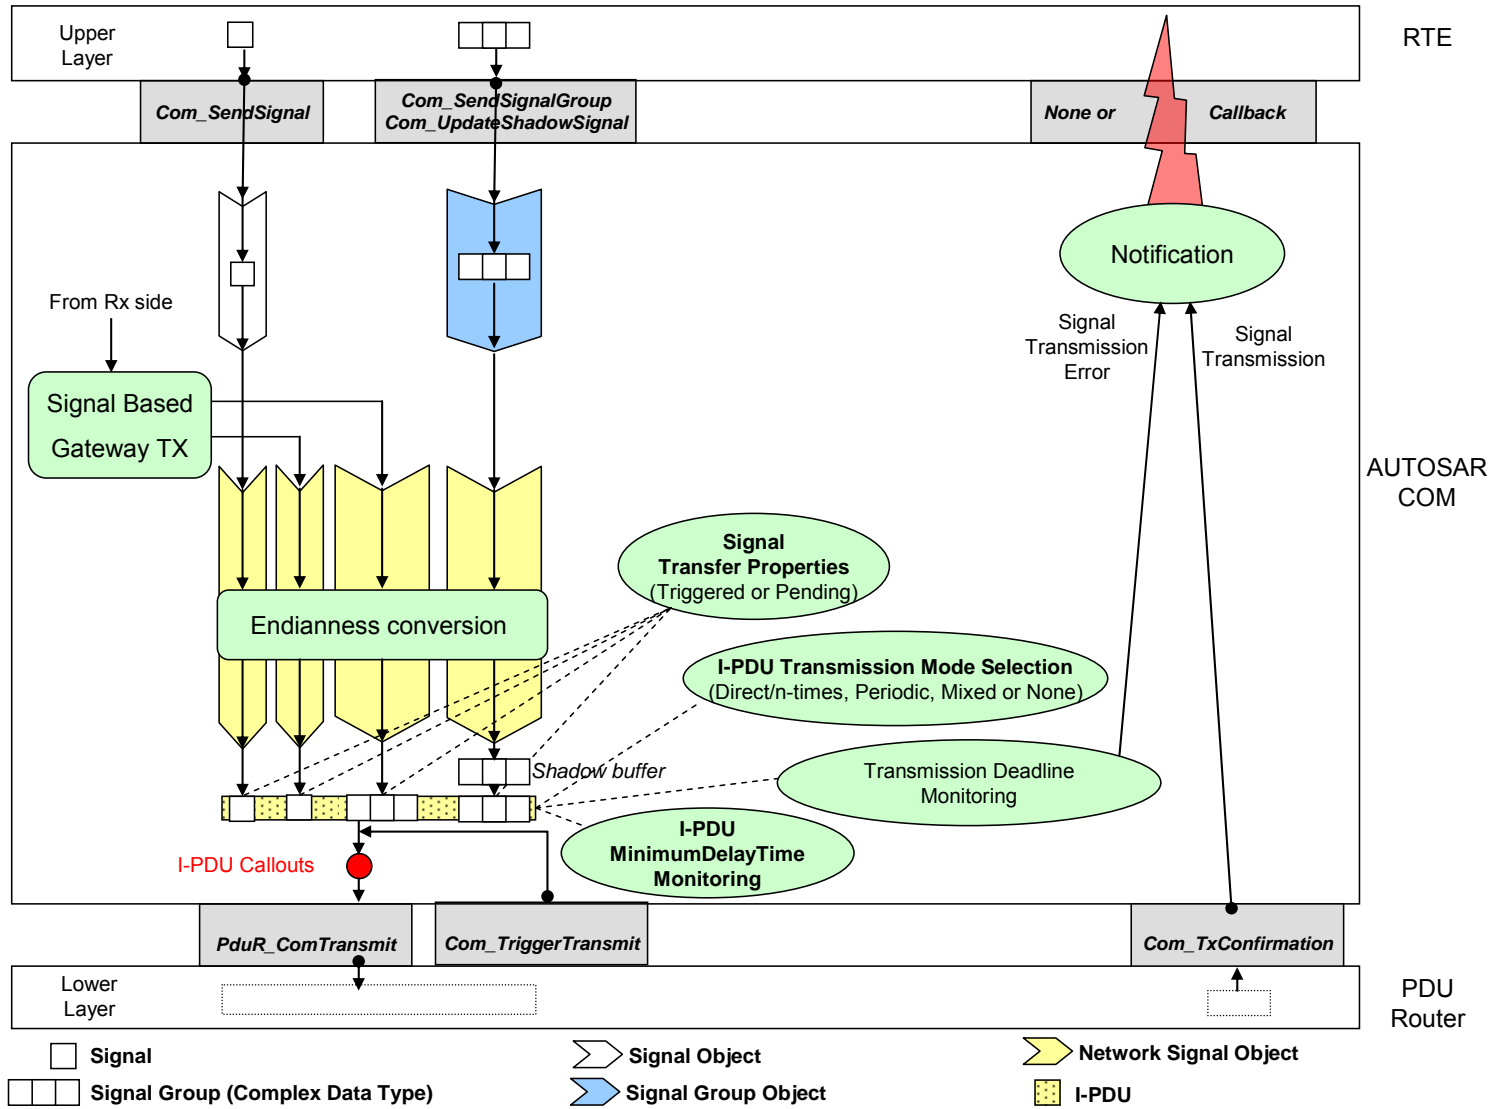 Upper
Layer
RTE
Com_SendSignal
Com_SendSignalGroup
Com_UpdateShadowSignal
None or
Callback
Notification
From Rx side
Signal
Transmission
Error
Signal
Transmission
Signal Based
Gateway TX
AUTOSAR
COM
Signal
Transfer Properties
(Triggered or Pending)
Endianness conversion
I-PDU Transmission Mode Selection
(Direct/n-times, Periodic, Mixed or None)
Shadow buffer
Transmission Deadline
Monitoring
I-PDU
MinimumDelayTime
Monitoring
I-PDU Callouts
PduR_ComTransmit
Com_TriggerTransmit
Com_TxConfirmation
Lower
Layer
PDU
Router
Signal
Signal Object
Network Signal Object
Signal Group (Complex Data Type)
Signal Group Object
I-PDU